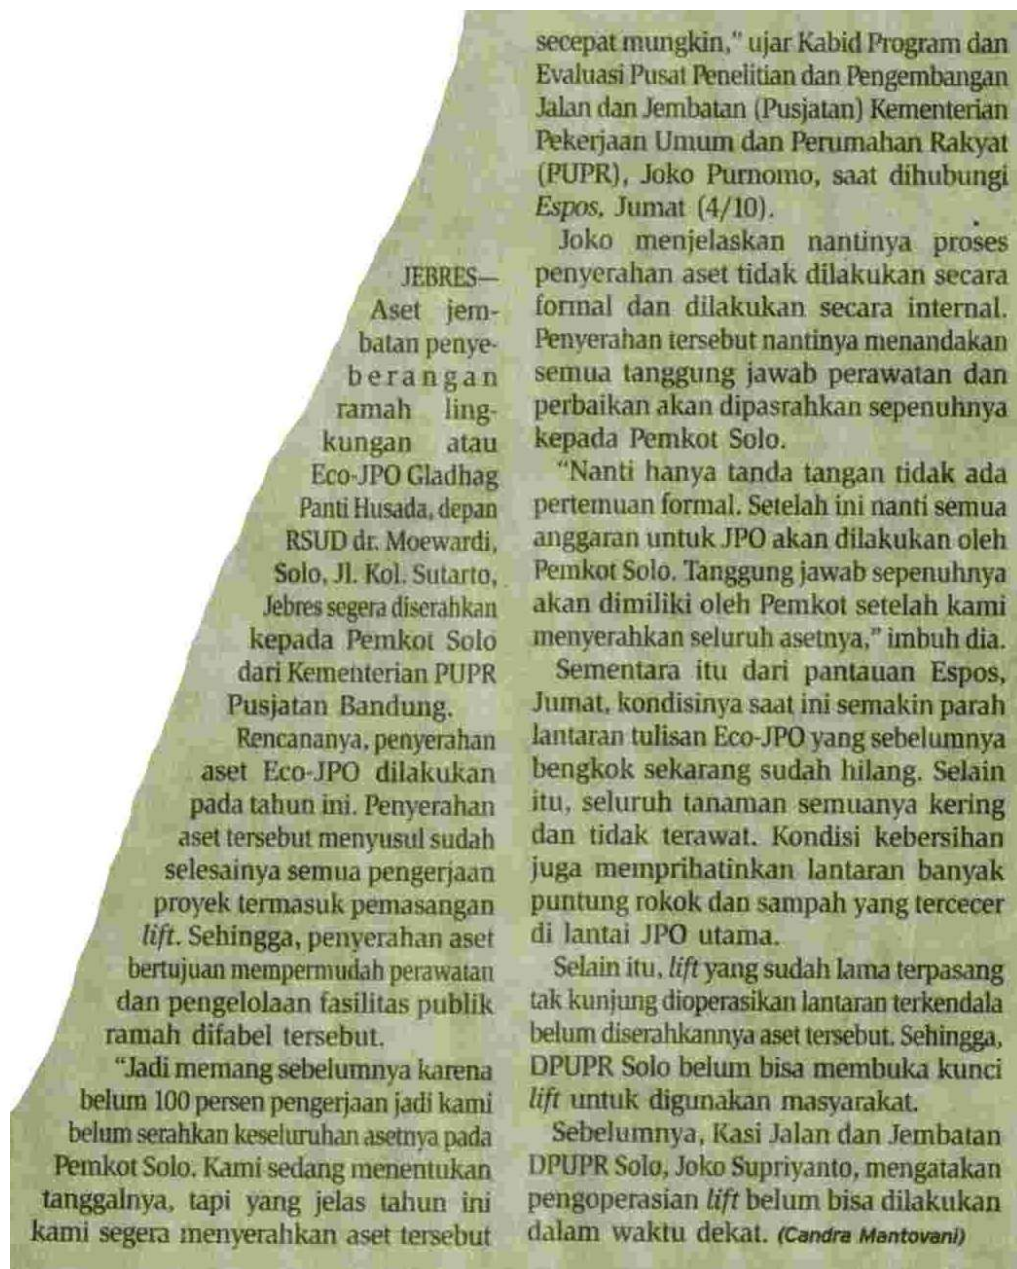 JEBRES—
Aset jem-
batan penye-
berangan
ramah ling-
kungan atau
Eco-JPO Gladhag
Panti Husada, depan
RSUD dr. Moewardi,
Solo, Jl. Kol. Sutarto,
Jebres segera diserahkan
kepada Pemkot Solo
dari Kementerian PUPR
Pusjatan Bandung.
Rencananya, penyerahan
aset Eco-JPO dilakukan
pada tahun ini. Penyerahan
aset tersebut menyusul sudah
selesainya semua pengerjaan
proyek termasuk pemasangan
lift. Sehingga, penyerahan aset
bertujuan mempermudah perawatan
dan pengelolaan fasilitas publik
ramah difabel tersebut.
“Jadi memang sebelumnya karena
belum 100 persen pengerjaan jadi kami
belum serahkan keseluruhan asetnya pada
Pemkot Solo. Kami sedang menentukan
tanggalnya, tapi yang jelas tahun ini
kami segera menyerahkan aset tersebut
secepat mungkin,” ujar Kabid Program dan
Evaluasi Pusat Penelitian dan Pengembangan
Jalan dan Jembatan (Pusjatan) Kementerian
Pekerjaan Umum dan Perumahan Rakyat
(PUPR), Joko Purnomo, saat dihubungi
Espos, Jumat (4/10).
Joko menjelaskan nantinya proses
penyerahan aset tidak dilakukan secara
formal dan dilakukan secara internal.
Penyerahan tersebut nantinya menandakan
semua tanggung jawab perawatan dan
perbaikan akan dipasrahkan sepenuhnya
kepada Pemkot Solo.
“Nanti hanya tanda tangan tidak ada
pertemuan formal. Setelah ini nanti semua
anggaran untuk JPO akan dilakukan oleh
Pemkot Solo. Tanggung jawab sepenuhnya
akan dimiliki oleh Pemkot setelah kami
menyerahkan seluruh asetnya,” imbuh dia.
Sementara itu dari pantauan Espos,
Jumat, kondisinya saat ini semakin parah
lantaran tulisan Eco-JPO yang sebelumnya
bengkok sekarang sudah hilang. Selain
itu, seluruh tanaman semuanya kering
dan tidak terawat. Kondisi kebersihan
juga memprihatinkan lantaran banyak
puntung rokok dan sampah yang tercecer
di lantai JPO utama.
Selain itu, lift yang sudah lama terpasang
tak kunjung dioperasikan lantaran terkendala
belum diserahkannya aset tersebut. Sehingga,
DPUPR Solo belum bisa membuka kunci
lift untuk digunakan masyarakat.
Sebelumnya, Kasi Jalan dan Jembatan
DPUPR Solo, Joko Supriyanto, mengatakan
pengoperasian lift belum bisa dilakukan
dalam waktu dekat. (Candra Mantovani)